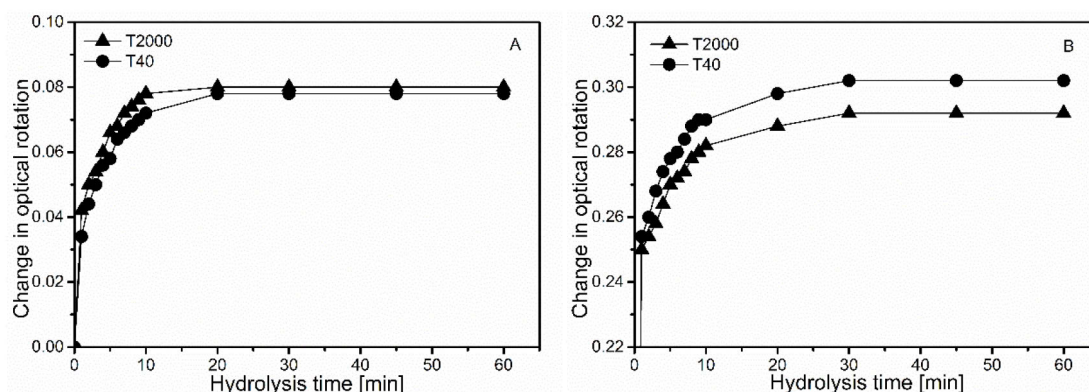 A
T2000
T40
0.10
0.08
0.06
0.04
0.02
0.00
Change in optical rotation
0 10 20 30 40 50 60
Hydrolysis time [min]
B
T2000
T40
0.32
0.30
0.28
0.26
0.24
0.22
Change in optical rotation
0 10 20 30 40 50 60
Hydrolysis time [min]